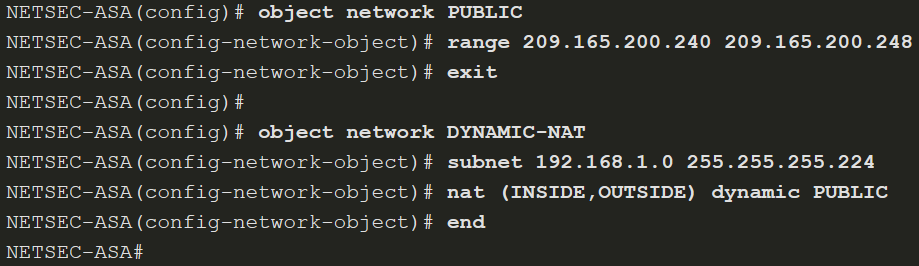 NETSEC-ASA(config)# object network PUBLIC
NETSEC-ASA(config-network-object)# range 209.165.200.240 209.165.200.248
NETSEC-ASA(config-network-object)# exit
NETSEC-ASA(config)#
NETSEC-ASA(config)# object network DYNAMIC-NAT
NETSEC-ASA(config-network-object)# subnet 192.168.1.0 255.255.255.224
NETSEC-ASA(config-network-object)# nat (INSIDE,OUTSIDE) dynamic PUBLIC
NETSEC-ASA(config-network-object)# end
NETSEC-ASA#